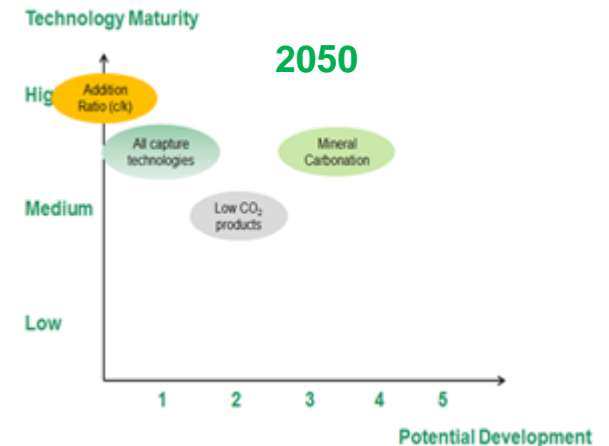 Technology Maturity
2050
Hig
Addition
Ratio (c/k)
All capture
technologies
Mineral
Carbonation
Medium
Low CO₂
products
Low
1 2 3 4 5
Potential Development